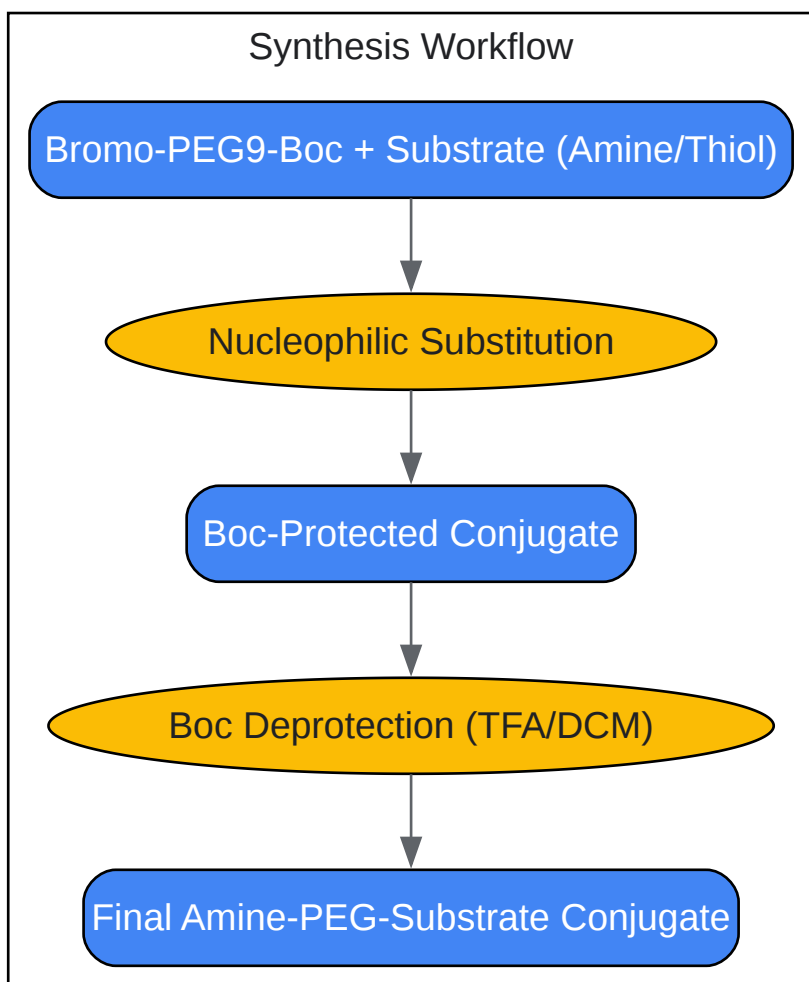 Synthesis Workflow
Bromo-PEG9-Boc + Substrate (Amine/Thiol)
Nucleophilic Substitution
Boc-Protected Conjugate
Boc Deprotection (TFA/DCM)
Final Amine-PEG-Substrate Conjugate